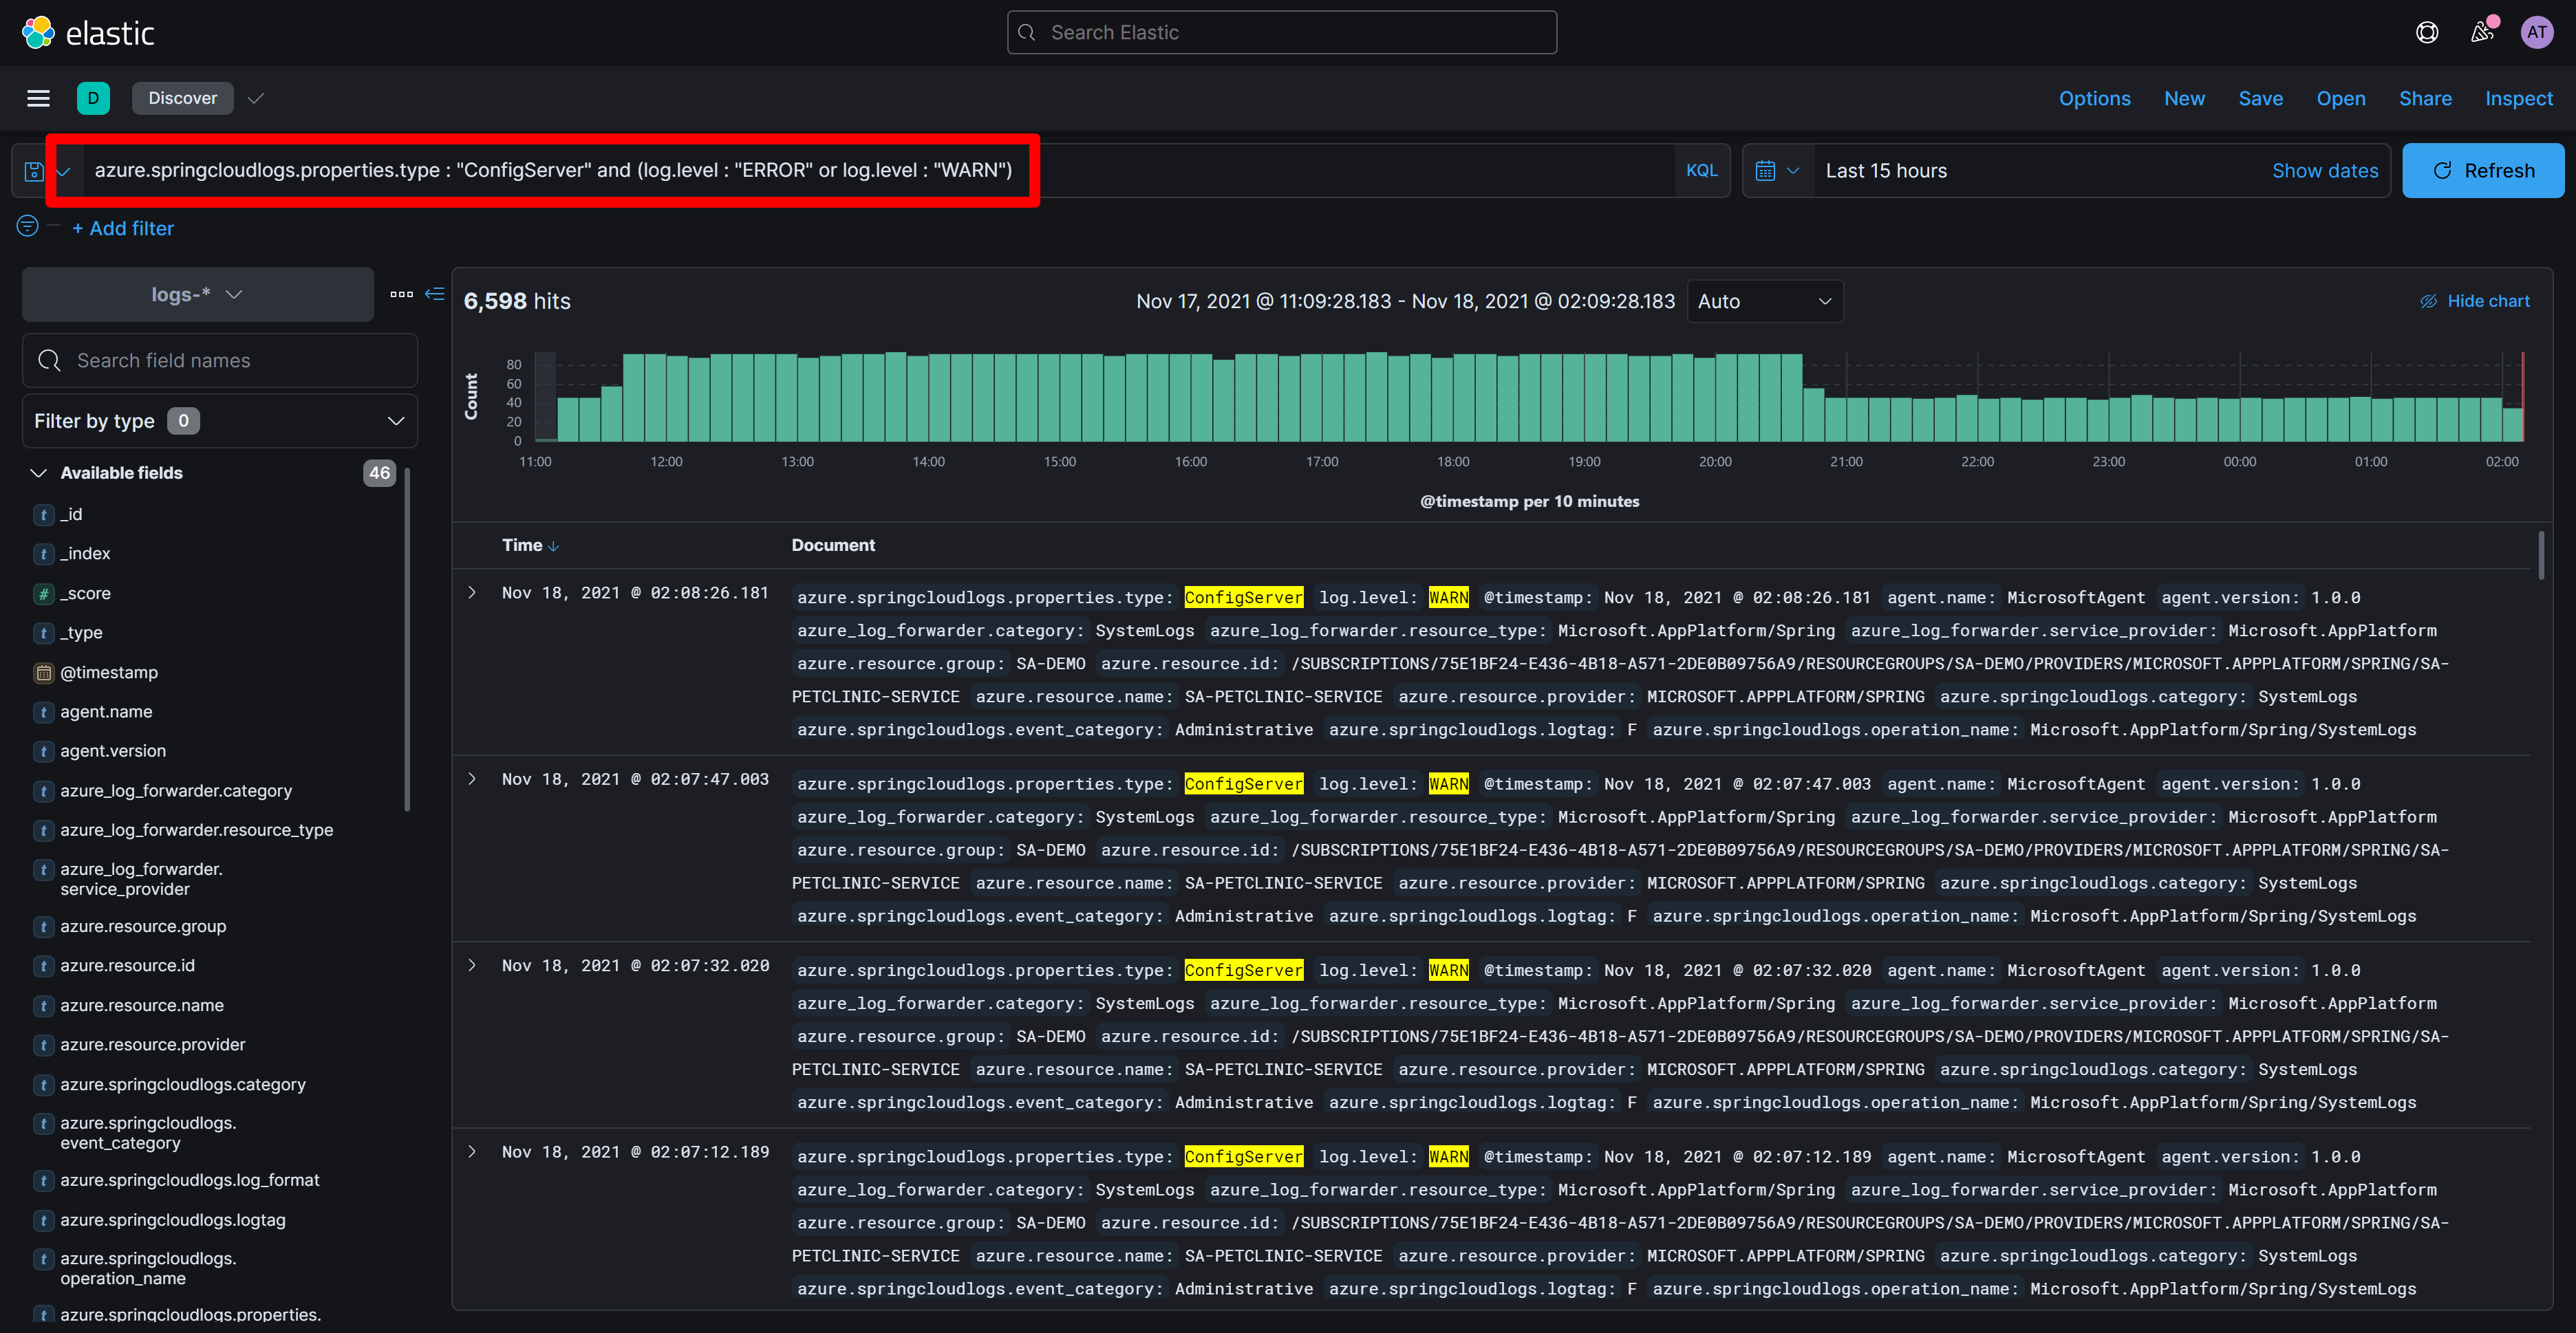 elastic
Search Elastic
AT
D
Discover
Options New Save Open Share Inspect
azure.springcloudlogs.properties.type : "ConfigServer" and (log.level : "ERROR" or log.level : "WARN")
KQL
Last 15 hours
Show dates
Refresh
+ Add filter
logs-*
Search field names
Filter by type 0
Available fields 46
t _id
t _index
# _score
t _type
@timestamp
t agent.name
t agent.version
t azure_log_forwarder.category
t azure_log_forwarder.resource_type
t azure_log_forwarder.
service_provider
t azure.resource.group
t azure.resource.id
t azure.resource.name
t azure.resource.provider
t azure.springcloudlogs.category
t azure.springcloudlogs.
event_category
t azure.springcloudlogs.log_format
t azure.springcloudlogs.logtag
t azure.springcloudlogs.
operation_name
t azure.springcloudlogs.properties.
6,598 hits
Nov 17, 2021 @ 11:09:28.183 - Nov 18, 2021 @ 02:09:28.183
Auto
Hide chart
Count
80
60
40
20
0
11:00 12:00 13:00 14:00 15:00 16:00 17:00 18:00 19:00 20:00 21:00 22:00 23:00 00:00 01:00 02:00
@timestamp per 10 minutes
Time Document
Nov 18, 2021 @ 02:08:26.181 azure.springcloudlogs.properties.type: ConfigServer log.level: WARN @timestamp: Nov 18, 2021 @ 02:08:26.181 agent.name: MicrosoftAgent agent.version: 1.0.0
azure_log_forwarder.category: SystemLogs azure_log_forwarder.resource_type: Microsoft.AppPlatform/Spring azure_log_forwarder.service_provider: Microsoft.AppPlatform
azure.resource.group: SA-DEMO azure.resource.id: /SUBSCRIPTIONS/75E1BF24-E436-4B18-A571-2DE0B09756A9/RESOURCEGROUPS/SA-DEMO/PROVIDERS/MICROSOFT.APPPLATFORM/SPRING/SA-
PETCLINIC-SERVICE azure.resource.name: SA-PETCLINIC-SERVICE azure.resource.provider: MICROSOFT.APPPLATFORM/SPRING azure.springcloudlogs.category: SystemLogs
azure.springcloudlogs.event_category: Administrative azure.springcloudlogs.logtag: F azure.springcloudlogs.operation_name: Microsoft.AppPlatform/Spring/SystemLogs
Nov 18, 2021 @ 02:07:47.003 azure.springcloudlogs.properties.type: ConfigServer log.level: WARN @timestamp: Nov 18, 2021 @ 02:07:47.003 agent.name: MicrosoftAgent agent.version: 1.0.0
azure_log_forwarder.category: SystemLogs azure_log_forwarder.resource_type: Microsoft.AppPlatform/Spring azure_log_forwarder.service_provider: Microsoft.AppPlatform
azure.resource.group: SA-DEMO azure.resource.id: /SUBSCRIPTIONS/75E1BF24-E436-4B18-A571-2DE0B09756A9/RESOURCEGROUPS/SA-DEMO/PROVIDERS/MICROSOFT.APPPLATFORM/SPRING/SA-
PETCLINIC-SERVICE azure.resource.name: SA-PETCLINIC-SERVICE azure.resource.provider: MICROSOFT.APPPLATFORM/SPRING azure.springcloudlogs.category: SystemLogs
azure.springcloudlogs.event_category: Administrative azure.springcloudlogs.logtag: F azure.springcloudlogs.operation_name: Microsoft.AppPlatform/Spring/SystemLogs
Nov 18, 2021 @ 02:07:32.020 azure.springcloudlogs.properties.type: ConfigServer log.level: WARN @timestamp: Nov 18, 2021 @ 02:07:32.020 agent.name: MicrosoftAgent agent.version: 1.0.0
azure_log_forwarder.category: SystemLogs azure_log_forwarder.resource_type: Microsoft.AppPlatform/Spring azure_log_forwarder.service_provider: Microsoft.AppPlatform
azure.resource.group: SA-DEMO azure.resource.id: /SUBSCRIPTIONS/75E1BF24-E436-4B18-A571-2DE0B09756A9/RESOURCEGROUPS/SA-DEMO/PROVIDERS/MICROSOFT.APPPLATFORM/SPRING/SA-
PETCLINIC-SERVICE azure.resource.name: SA-PETCLINIC-SERVICE azure.resource.provider: MICROSOFT.APPPLATFORM/SPRING azure.springcloudlogs.category: SystemLogs
azure.springcloudlogs.event_category: Administrative azure.springcloudlogs.logtag: F azure.springcloudlogs.operation_name: Microsoft.AppPlatform/Spring/SystemLogs
Nov 18, 2021 @ 02:07:12.189 azure.springcloudlogs.properties.type: ConfigServer log.level: WARN @timestamp: Nov 18, 2021 @ 02:07:12.189 agent.name: MicrosoftAgent agent.version: 1.0.0
azure_log_forwarder.category: SystemLogs azure_log_forwarder.resource_type: Microsoft.AppPlatform/Spring azure_log_forwarder.service_provider: Microsoft.AppPlatform
azure.resource.group: SA-DEMO azure.resource.id: /SUBSCRIPTIONS/75E1BF24-E436-4B18-A571-2DE0B09756A9/RESOURCEGROUPS/SA-DEMO/PROVIDERS/MICROSOFT.APPPLATFORM/SPRING/SA-
PETCLINIC-SERVICE azure.resource.name: SA-PETCLINIC-SERVICE azure.resource.provider: MICROSOFT.APPPLATFORM/SPRING azure.springcloudlogs.category: SystemLogs
azure.springcloudlogs.event_category: Administrative azure.springcloudlogs.logtag: F azure.springcloudlogs.operation_name: Microsoft.AppPlatform/Spring/SystemLogs